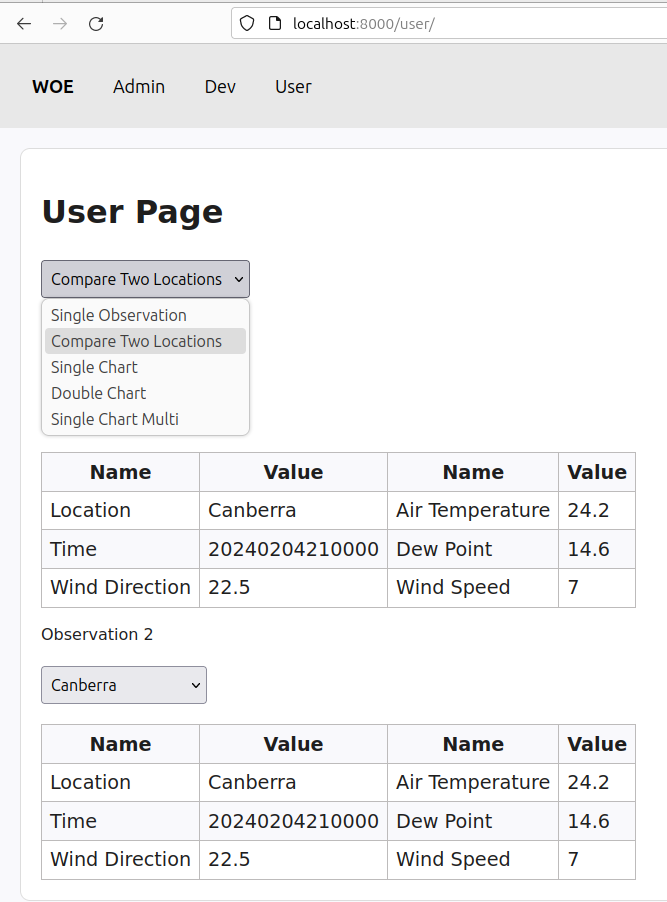 localhost:8000/user/
WOE Admin Dev User
User Page
Compare Two Locations
Single Observation
Compare Two Locations
Single Chart
Double Chart
Single Chart Multi
Name Value Name Value
Location Canberra Air Temperature 24.2
Time 20240204210000 Dew Point 14.6
Wind Direction 22.5 Wind Speed 7
Observation 2
Canberra
Name Value Name Value
Location Canberra Air Temperature 24.2
Time 20240204210000 Dew Point 14.6
Wind Direction 22.5 Wind Speed 7